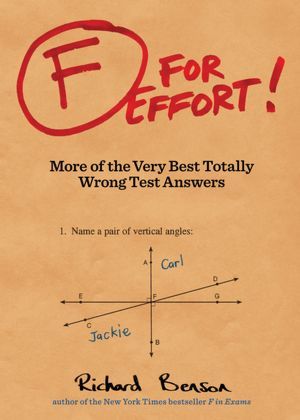 F FOR
EFFORT!
More of the Very Best Totally
Wrong Test Answers
1. Name a pair of vertical angles:
A Carl
D
E F G
C Jackie
B
Richard Benson
author of the New York Times bestseller F in Exams